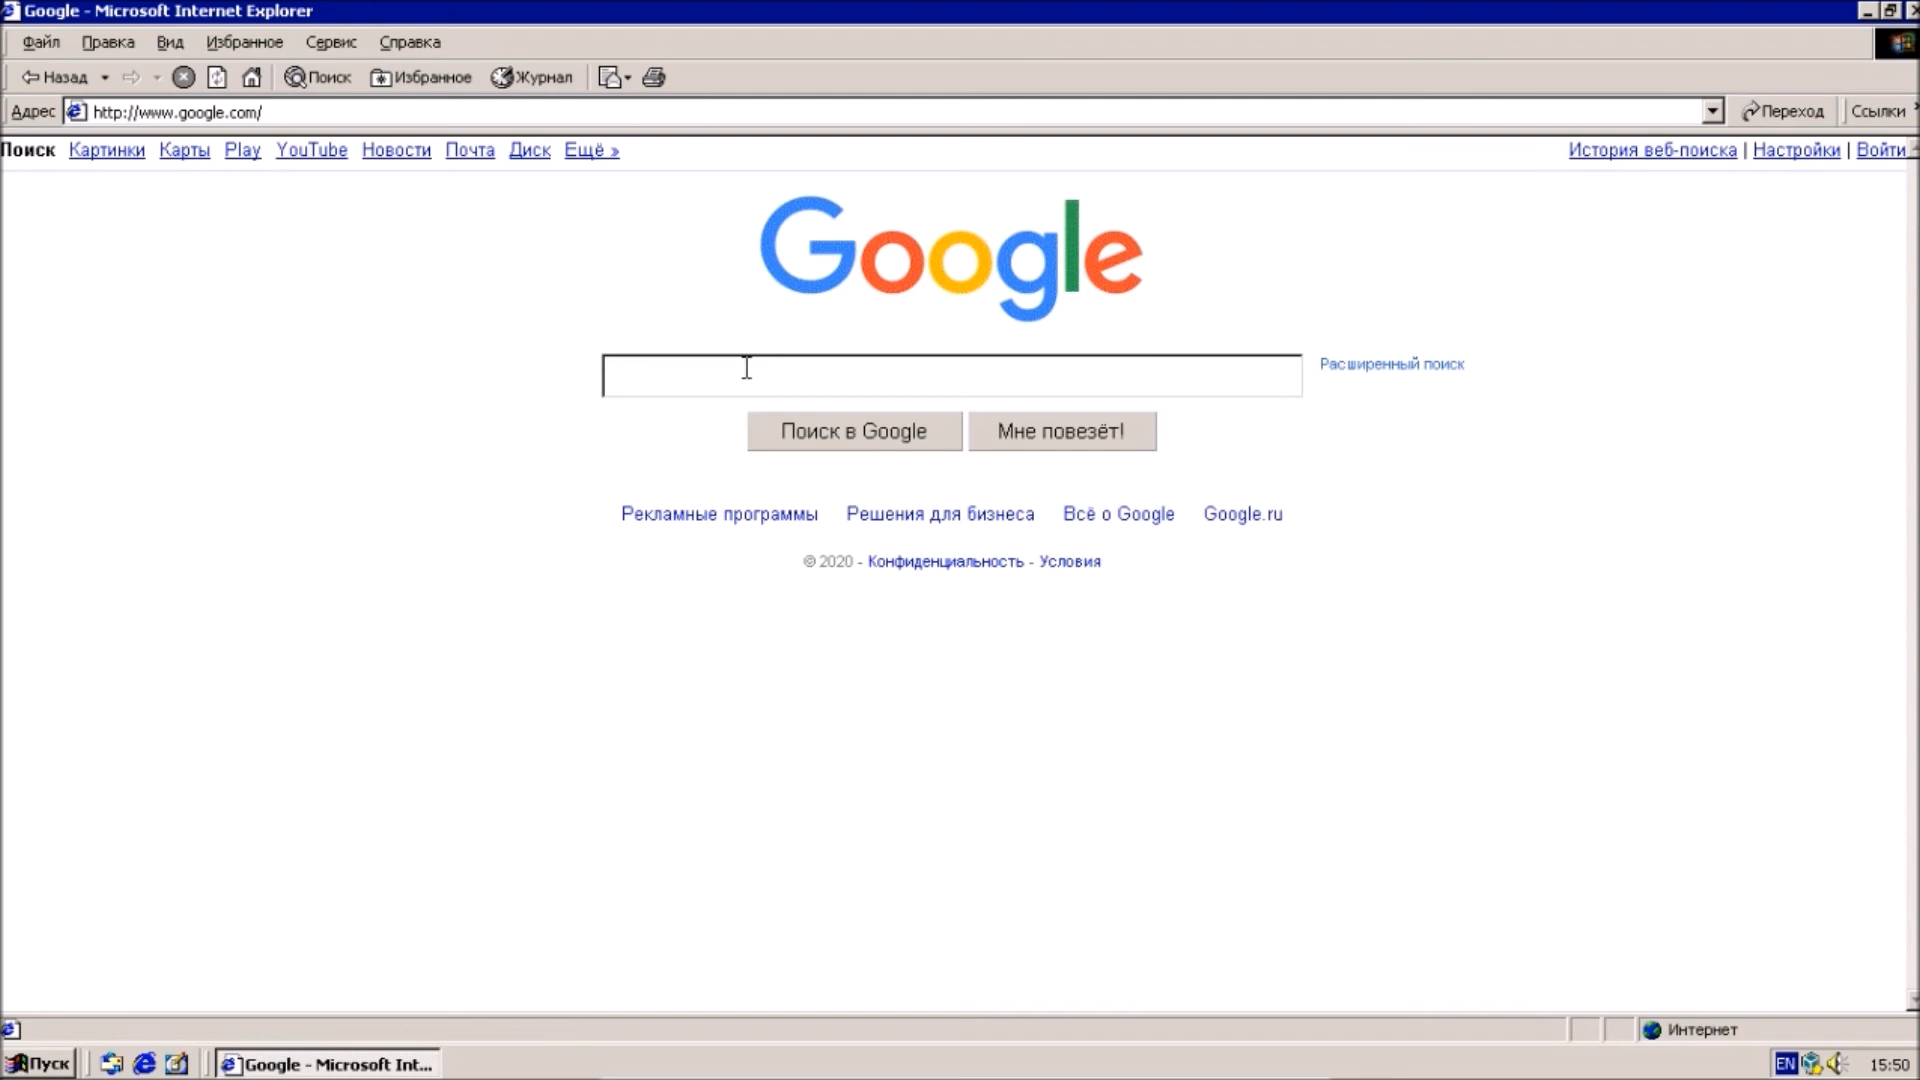 Google - Microsoft Internet Explorer
Файл Правка Вид Избранное Сервис Справка
Назад Поиск Избранное Журнал
Адрес http://www.google.com/ Переход Ссылки
Поиск Картинки Карты Play YouTube Новости Почта Диск Ещё » История веб-поиска | Настройки | Войти
Google
Расширенный поиск
Поиск в Google Мне повезёт!
Рекламные программы Решения для бизнеса Всё о Google Google.ru
© 2020 - Конфиденциальность - Условия
Интернет
Пуск Google - Microsoft Int... EN 15:50